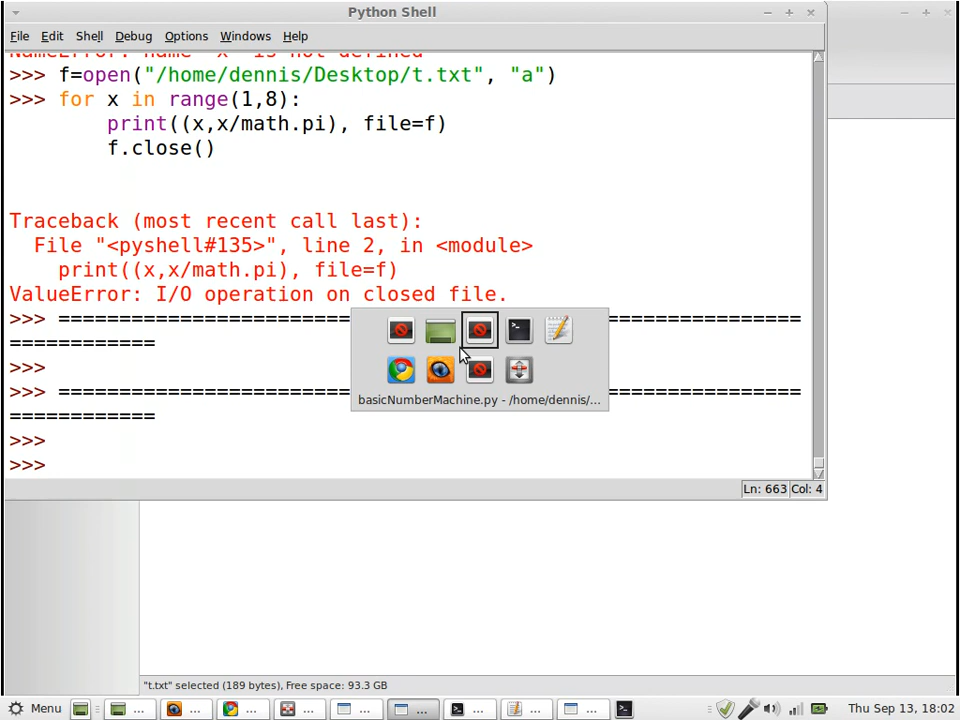 Python Shell
File Edit Shell Debug Options Windows Help
>>> f=open("/home/dennis/Desktop/t.txt", "a")
>>> for x in range(1,8):
print((x,x/math.pi), file=f)
f.close()
Traceback (most recent call last):
File "<pyshell#135>", line 2, in <module>
print((x,x/math.pi), file=f)
ValueError: I/O operation on closed file.
>>> ==============================
============
>>>
>>> ==============================
============
>>>
>>>
basicNumberMachine.py - /home/dennis/...
Ln: 663 Col: 4
"t.txt" selected (189 bytes), Free space: 93.3 GB
Menu ... ... ... ... ... ... ... ... ... Thu Sep 13, 18:02